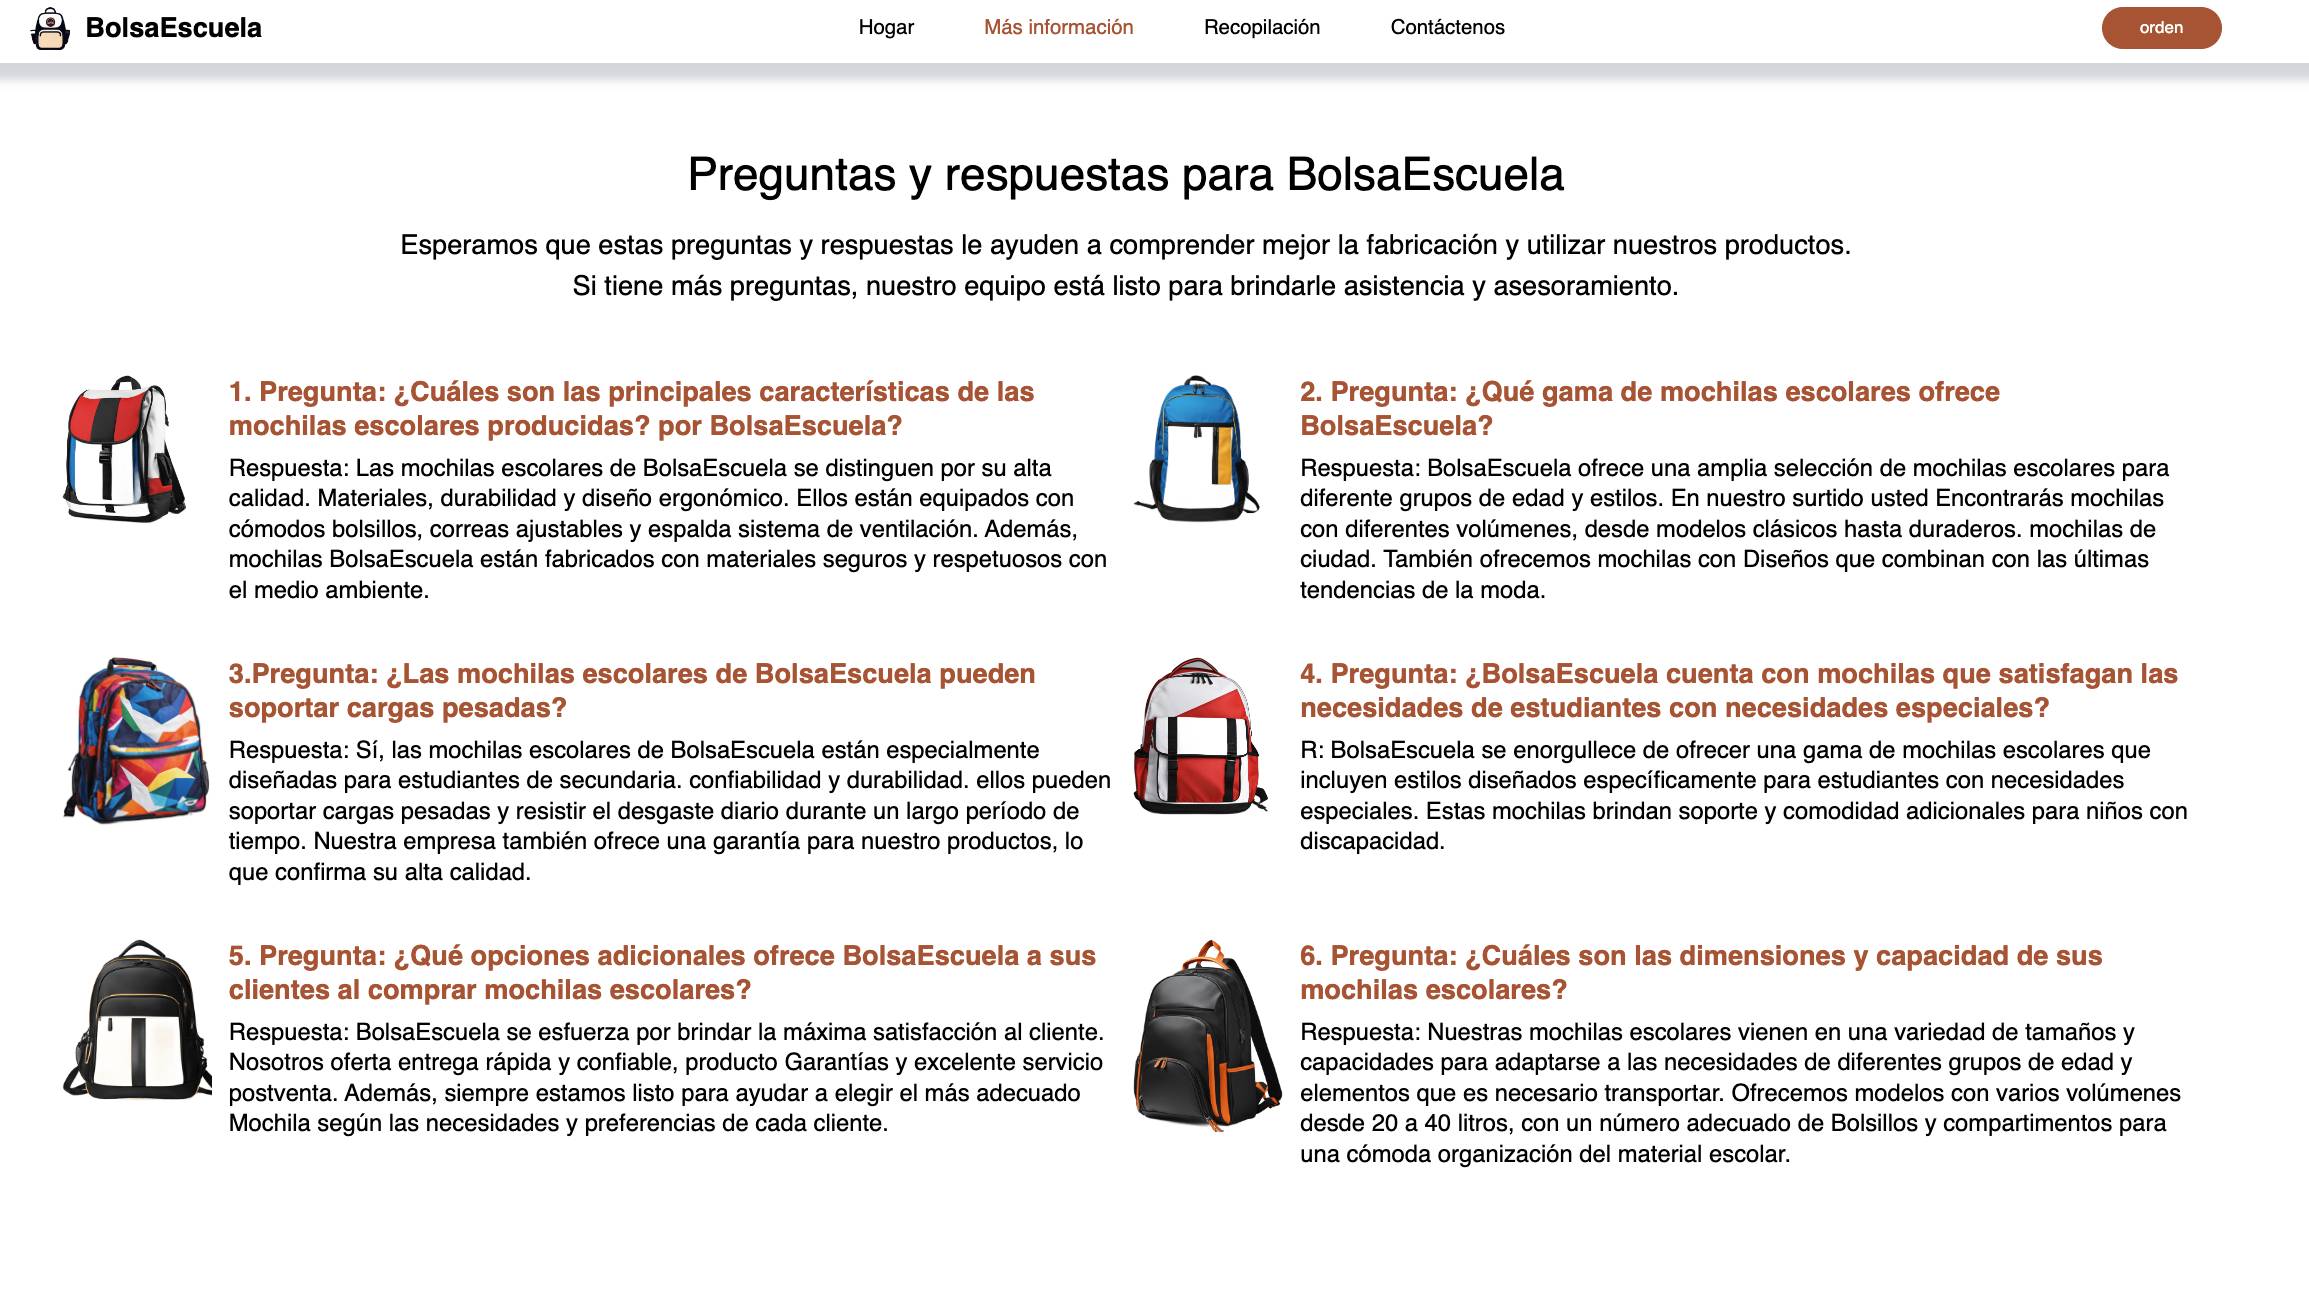 BolsaEscuela
Hogar
Más información
Recopilación
Contáctenos
orden
Preguntas y respuestas para BolsaEscuela
Esperamos que estas preguntas y respuestas le ayuden a comprender mejor la fabricación y utilizar nuestros productos.
Si tiene más preguntas, nuestro equipo está listo para brindarle asistencia y asesoramiento.
1. Pregunta: ¿Cuáles son las principales características de las
mochilas escolares producidas? por BolsaEscuela?
Respuesta: Las mochilas escolares de BolsaEscuela se distinguen por su alta
calidad. Materiales, durabilidad y diseño ergonómico. Ellos están equipados con
cómodos bolsillos, correas ajustables y espalda sistema de ventilación. Además,
mochilas BolsaEscuela están fabricados con materiales seguros y respetuosos con
el medio ambiente.
2. Pregunta: ¿Qué gama de mochilas escolares ofrece
BolsaEscuela?
Respuesta: BolsaEscuela ofrece una amplia selección de mochilas escolares para
diferente grupos de edad y estilos. En nuestro surtido usted Encontrarás mochilas
con diferentes volúmenes, desde modelos clásicos hasta duraderos. mochilas de
ciudad. También ofrecemos mochilas con Diseños que combinan con las últimas
tendencias de la moda.
3.Pregunta: ¿Las mochilas escolares de BolsaEscuela pueden
soportar cargas pesadas?
Respuesta: Sí, las mochilas escolares de BolsaEscuela están especialmente
diseñadas para estudiantes de secundaria. confiabilidad y durabilidad. ellos pueden
soportar cargas pesadas y resistir el desgaste diario durante un largo período de
tiempo. Nuestra empresa también ofrece una garantía para nuestro productos, lo
que confirma su alta calidad.
4. Pregunta: ¿BolsaEscuela cuenta con mochilas que satisfagan las
necesidades de estudiantes con necesidades especiales?
R: BolsaEscuela se enorgullece de ofrecer una gama de mochilas escolares que
incluyen estilos diseñados específicamente para estudiantes con necesidades
especiales. Estas mochilas brindan soporte y comodidad adicionales para niños con
discapacidad.
5. Pregunta: ¿Qué opciones adicionales ofrece BolsaEscuela a sus
clientes al comprar mochilas escolares?
Respuesta: BolsaEscuela se esfuerza por brindar la máxima satisfacción al cliente.
Nosotros oferta entrega rápida y confiable, producto Garantías y excelente servicio
postventa. Además, siempre estamos listo para ayudar a elegir el más adecuado
Mochila según las necesidades y preferencias de cada cliente.
6. Pregunta: ¿Cuáles son las dimensiones y capacidad de sus
mochilas escolares?
Respuesta: Nuestras mochilas escolares vienen en una variedad de tamaños y
capacidades para adaptarse a las necesidades de diferentes grupos de edad y
elementos que es necesario transportar. Ofrecemos modelos con varios volúmenes
desde 20 a 40 litros, con un número adecuado de Bolsillos y compartimentos para
una cómoda organización del material escolar.